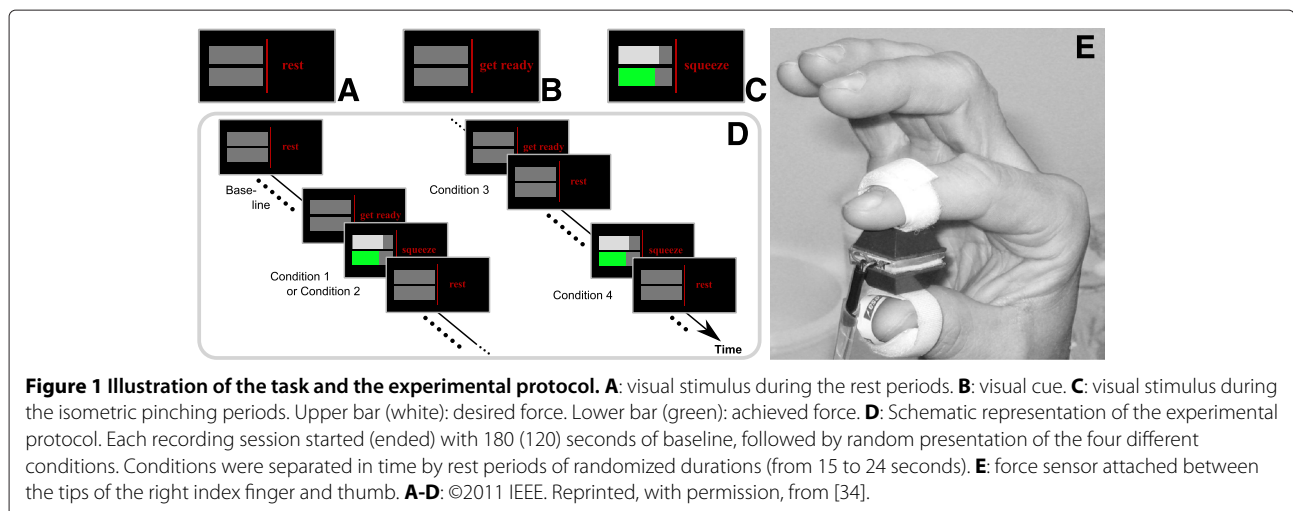 rest
A
get ready
B
squeeze
C
E
D
rest
Base-
line
get ready
squeeze
Condition 1
or Condition 2
rest
get ready
Condition 3
rest
squeeze
Condition 4
rest
Time
Figure 1 Illustration of the task and the experimental protocol. A: visual stimulus during the rest periods. B: visual cue. C: visual stimulus during
the isometric pinching periods. Upper bar (white): desired force. Lower bar (green): achieved force. D: Schematic representation of the experimental
protocol. Each recording session started (ended) with 180 (120) seconds of baseline, followed by random presentation of the four different
conditions. Conditions were separated in time by rest periods of randomized durations (from 15 to 24 seconds). E: force sensor attached between
the tips of the right index finger and thumb. A-D: ©2011 IEEE. Reprinted, with permission, from [34].